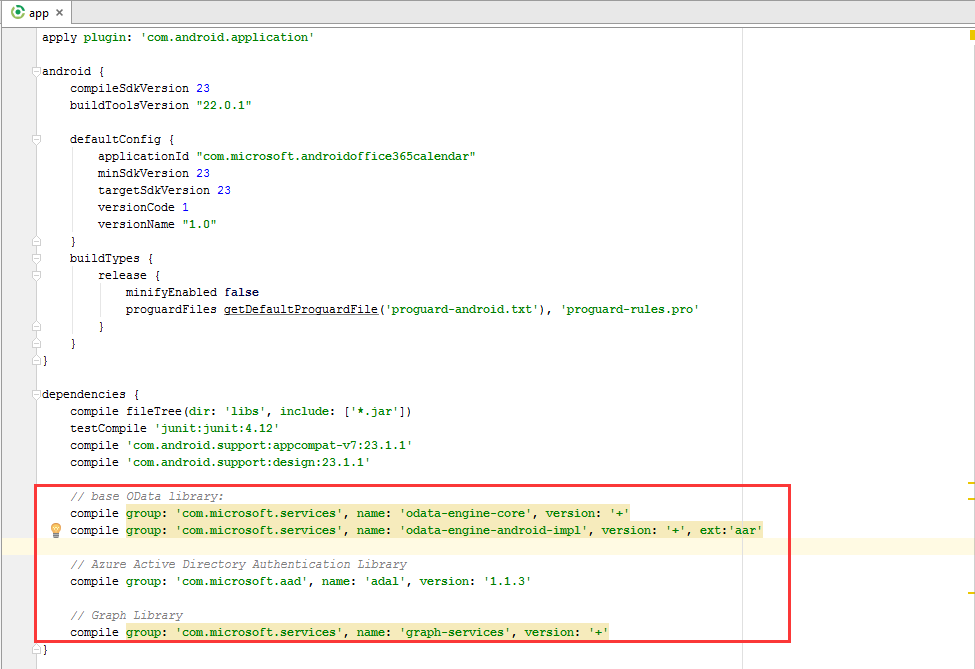 app
apply plugin: 'com.android.application'
android {
compileSdkVersion 23
buildToolsVersion "22.0.1"
defaultConfig {
applicationId "com.microsoft.androidoffice365calendar"
minSdkVersion 23
targetSdkVersion 23
versionCode 1
versionName "1.0"
}
buildTypes {
release {
minifyEnabled false
proguardFiles getDefaultProguardFile('proguard-android.txt'), 'proguard-rules.pro'
}
}
}
dependencies {
compile fileTree(dir: 'libs', include: ['*.jar'])
testCompile 'junit:junit:4.12'
compile 'com.android.support:appcompat-v7:23.1.1'
compile 'com.android.support:design:23.1.1'
// base OData library:
compile group: 'com.microsoft.services', name: 'odata-engine-core', version: '+'
compile group: 'com.microsoft.services', name: 'odata-engine-android-impl', version: '+', ext:'aar'
// Azure Active Directory Authentication Library
compile group: 'com.microsoft.aad', name: 'adal', version: '1.1.3'
// Graph Library
compile group: 'com.microsoft.services', name: 'graph-services', version: '+'
}